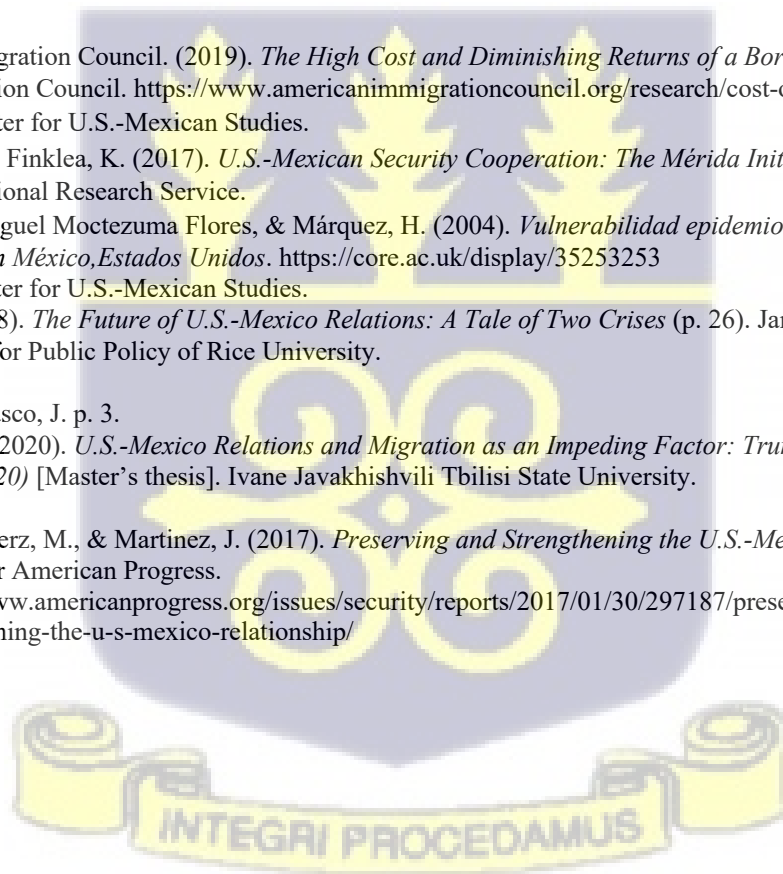 gration Council. (2019). The High Cost and Diminishing Returns of a Bor
ion Council. https://www.americanimmigrationcouncil.org/research/cost-o
ter for U.S.-Mexican Studies.
Finklea, K. (2017). U.S.-Mexican Security Cooperation: The Mérida Init
ional Research Service.
guel Moctezuma Flores, & Márquez, H. (2004). Vulnerabilidad epidemio
n México,Estados Unidos. https://core.ac.uk/display/35253253
ter for U.S.-Mexican Studies.
8). The Future of U.S.-Mexico Relations: A Tale of Two Crises (p. 26). Jar
for Public Policy of Rice University.
asco, J. p. 3.
2020). U.S.-Mexico Relations and Migration as an Impeding Factor: Trur
20) [Master’s thesis]. Ivane Javakhishvili Tbilisi State University.
erz, M., & Martinez, J. (2017). Preserving and Strengthening the U.S.-Me
r American Progress.
vw.americanprogress.org/issues/security/reports/2017/01/30/297187/prese
ning-the-u-s-mexico-relationship/
INTEGRI PROCEDAMUS